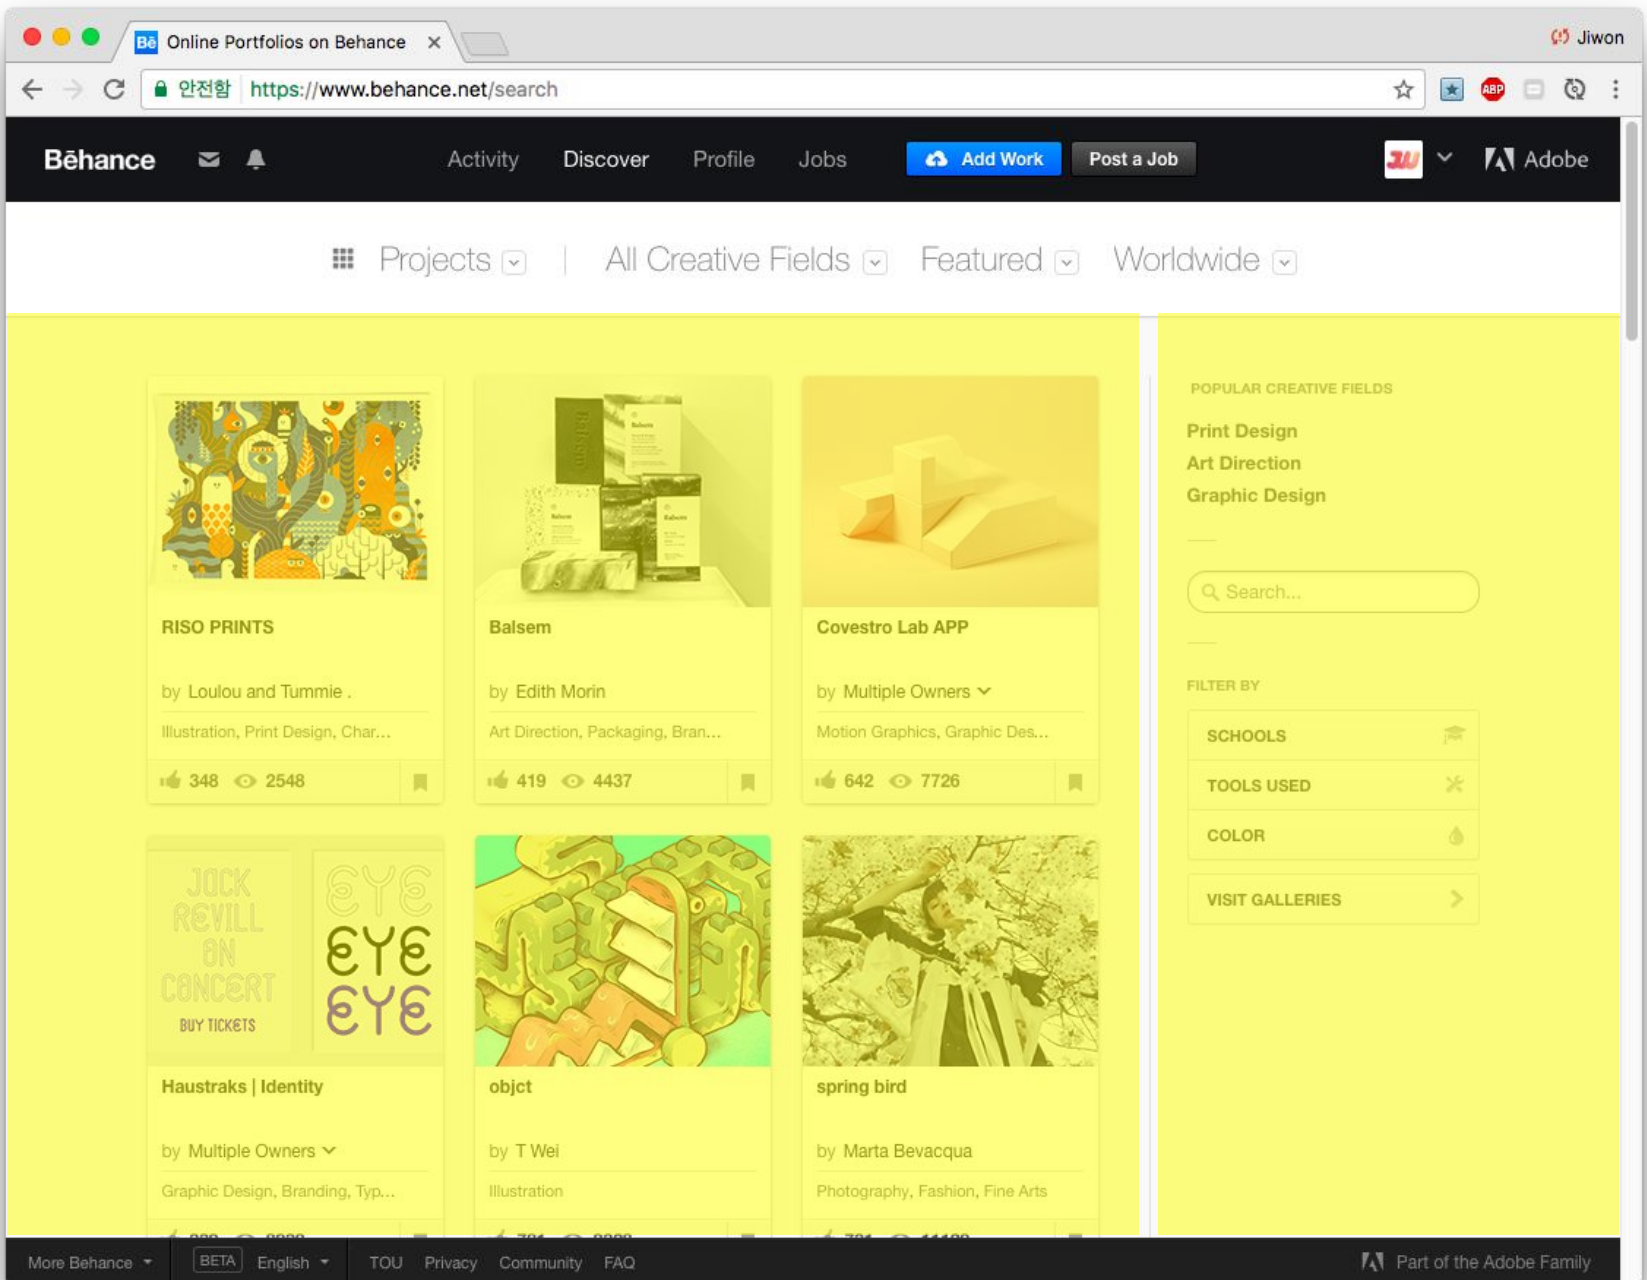 Online Portfolios on Behance
Jiwon
안전함 https://www.behance.net/search
ABP
Bēhance Activity Discover Profile Jobs Add Work Post a Job Adobe
Projects All Creative Fields Featured Worldwide
RISO PRINTS
by Loulou and Tummie .
Illustration, Print Design, Char...
348 2548
Balsem
by Edith Morin
Art Direction, Packaging, Bran...
419 4437
Covestro Lab APP
by Multiple Owners
Motion Graphics, Graphic Des...
642 7726
POPULAR CREATIVE FIELDS
Print Design
Art Direction
Graphic Design
Search...
FILTER BY
SCHOOLS
TOOLS USED
COLOR
VISIT GALLERIES
JOCK
REVILL
ON
CONCERT
BUY TICKETS
EYE
EYE
EYE
Haustraks | Identity
by Multiple Owners
Graphic Design, Branding, Typ...
objct
by T Wei
Illustration
spring bird
by Marta Bevacqua
Photography, Fashion, Fine Arts
More Behance BETA English TOU Privacy Community FAQ Part of the Adobe Family